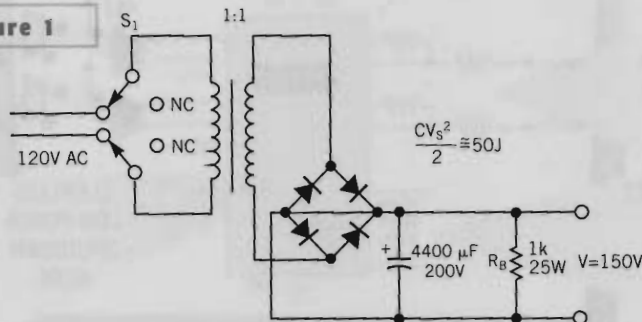 ure 1
S1
1:1
NC
NC
120V AC
CVS²
2
≅50J
+
4400 µF
200V
RB
1k
25W
V=150V